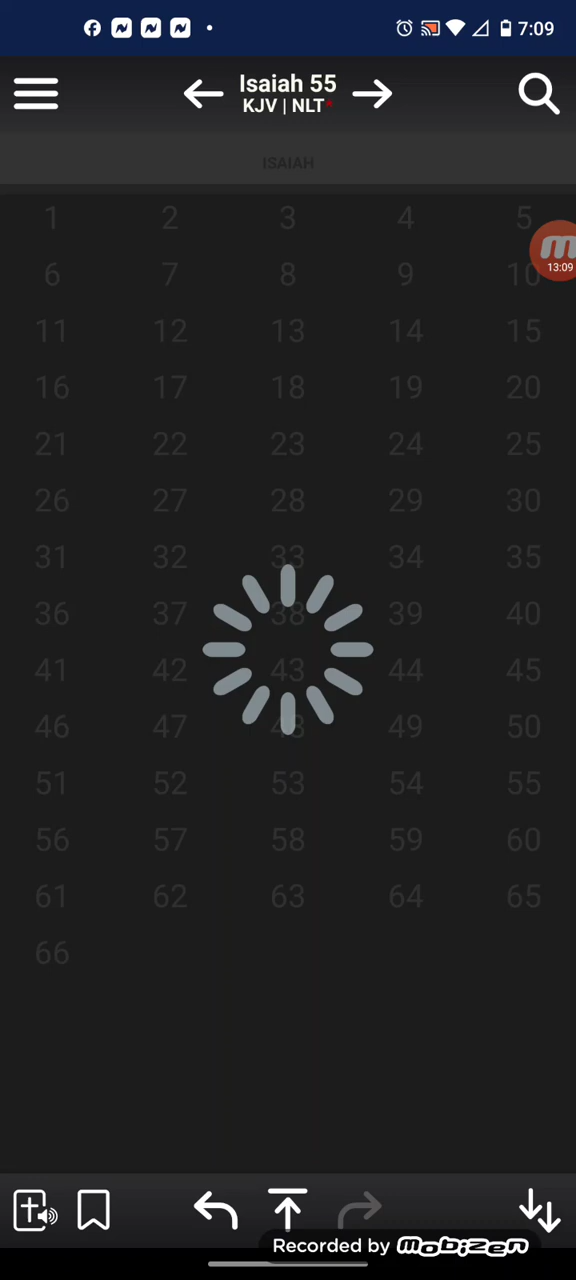 7:09
Isaiah 55
KJV | NLT*
ISAIAH
1 2 3 4 5
13:09
6 7 8 9 10
11 12 13 14 15
16 17 18 19 20
21 22 23 24 25
26 27 28 29 30
31 32 33 34 35
36 37 38 39 40
41 42 43 44 45
46 47 48 49 50
51 52 53 54 55
56 57 58 59 60
61 62 63 64 65
66
Recorded by mobizen